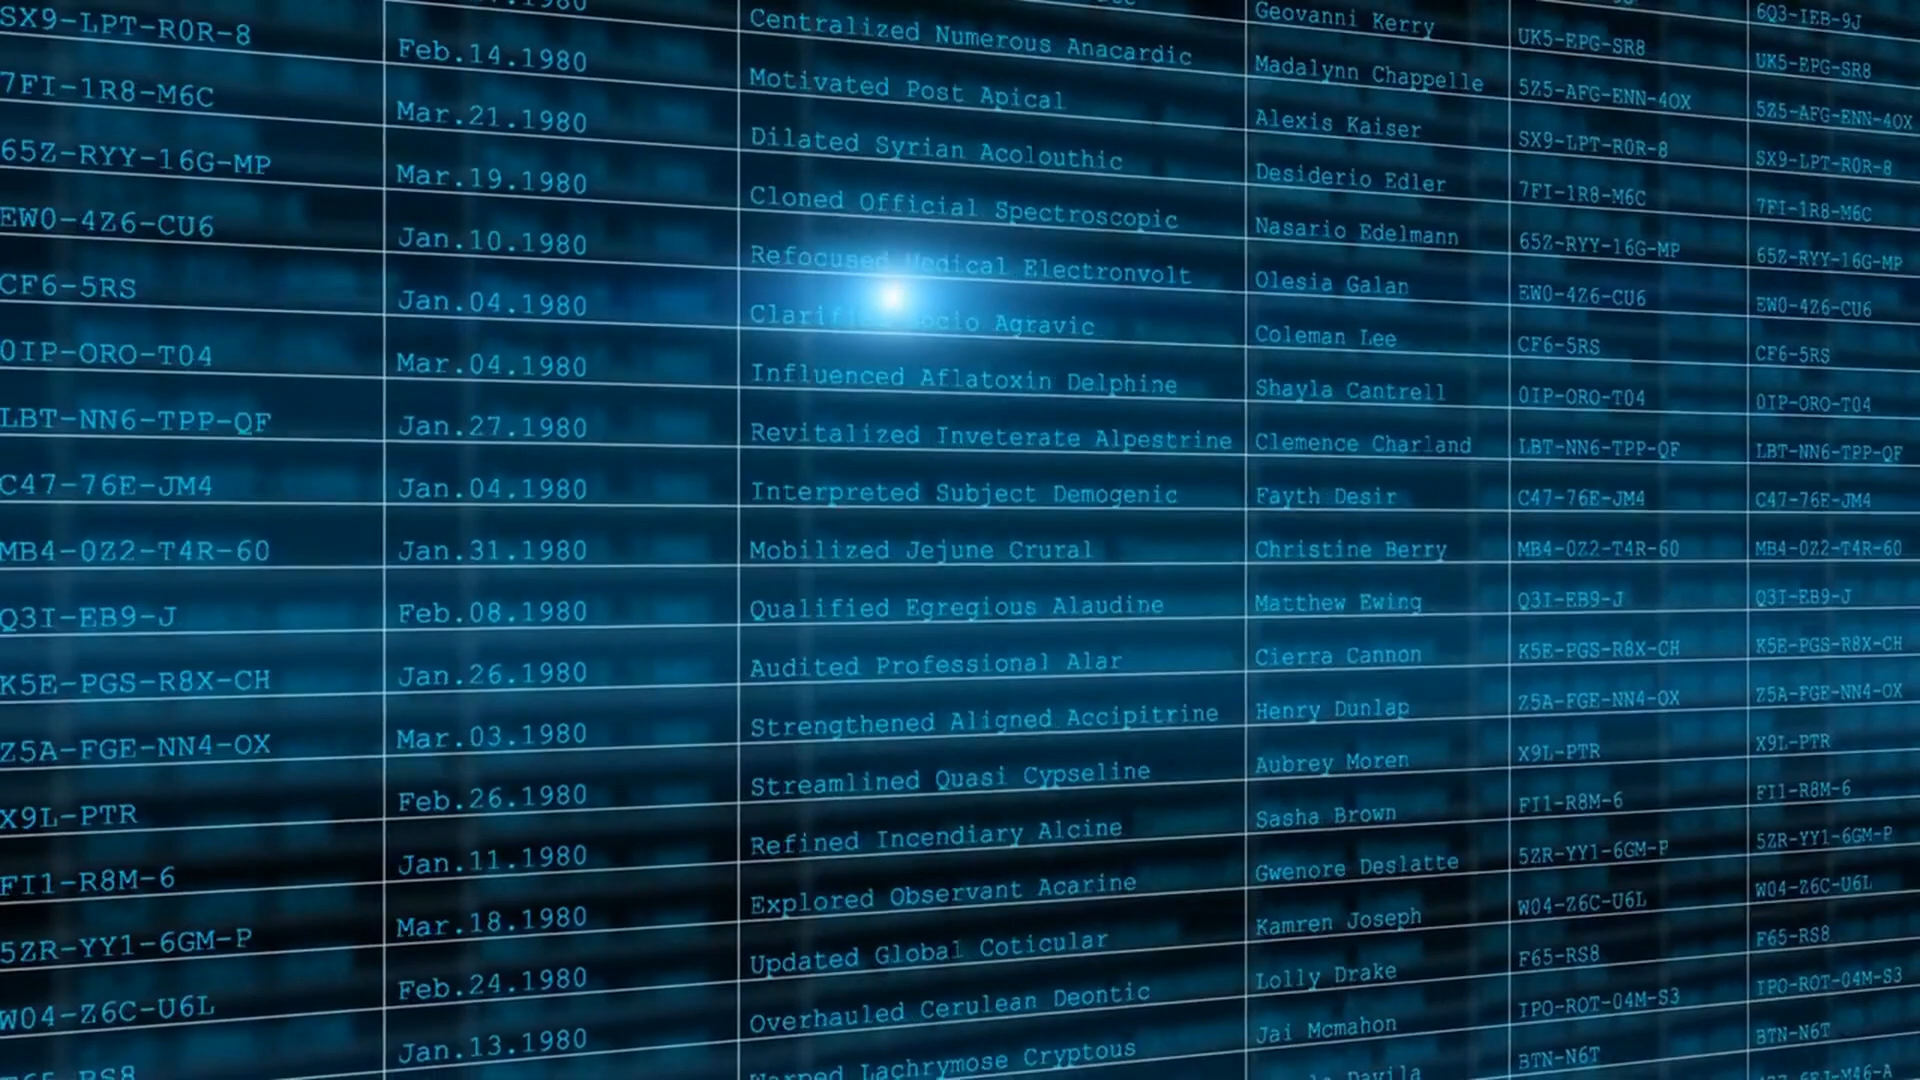 6Q3-IEB-9J
Geovanni Kerry UK5-EPG-SR8 UK5-EPG-SR8
Centralized Numerous Anacardic Madalynn Chappelle 5Z5-AFG-ENN-4OX 5Z5-AFG-ENN-4OX
SX9-LPT-R0R-8 Feb.14.1980 Motivated Post Apical Alexis Kaiser SX9-LPT-R0R-8 SX9-LPT-R0R-8
7FI-1R8-M6C Mar.21.1980 Dilated Syrian Acolouthic Desiderio Edler 7FI-1R8-M6C 7FI-1R8-M6C
65Z-RYY-16G-MP Mar.19.1980 Cloned Official Spectroscopic Nasario Edelmann 65Z-RYY-16G-MP 65Z-RYY-16G-MP
EW0-4Z6-CU6 Jan.10.1980 Refocused Medical Electronvolt Olesia Galan EW0-4Z6-CU6 EW0-4Z6-CU6
CF6-5RS Jan.04.1980 Agravic Coleman Lee CF6-5RS CF6-5RS
0IP-ORO-T04 Mar.04.1980 Influenced Aflatoxin Delphine Shayla Cantrell 0IP-ORO-T04 0IP-ORO-T04
LBT-NN6-TPP-QF Jan.27.1980 Revitalized Inveterate Alpestrine Clemence Charland LBT-NN6-TPP-QF LBT-NN6-TPP-QF
C47-76E-JM4 Jan.04.1980 Interpreted Subject Demogenic Fayth Desir C47-76E-JM4 C47-76E-JM4
MB4-0Z2-T4R-60 Jan.31.1980 Mobilized Jejune Crural Christine Berry MB4-0Z2-T4R-60 MB4-0Z2-T4R-60
Q3I-EB9-J Feb.08.1980 Qualified Egregious Alaudine Matthew Ewing Q3I-EB9-J Q3I-EB9-J
K5E-PGS-R8X-CH Jan.26.1980 Audited Professional Alar Cierra Cannon K5E-PGS-R8X-CH K5E-PGS-R8X-CH
Z5A-FGE-NN4-OX Mar.03.1980 Strengthened Aligned Accipitrine Henry Dunlap Z5A-FGE-NN4-OX Z5A-FGE-NN4-OX
X9L-PTR Feb.26.1980 Streamlined Quasi Cypseline Aubrey Moren X9L-PTR X9L-PTR
FI1-R8M-6 Jan.11.1980 Refined Incendiary Alcine Sasha Brown FI1-R8M-6 FI1-R8M-6
5ZR-YY1-6GM-P Mar.18.1980 Explored Observant Acarine Gwenore Deslatte 5ZR-YY1-6GM-P 5ZR-YY1-6GM-P
W04-Z6C-U6L Feb.24.1980 Updated Global Coticular Kamren Joseph W04-Z6C-U6L W04-Z6C-U6L
Jan.13.1980 Overhauled Cerulean Deontic Lolly Drake F65-RS8 F65-RS8
Lachrymose Cryptous Jai Mcmahon IPO-ROT-04M-S3 IPO-ROT-04M-S3
Davila BTN-N6T BTN-N6T